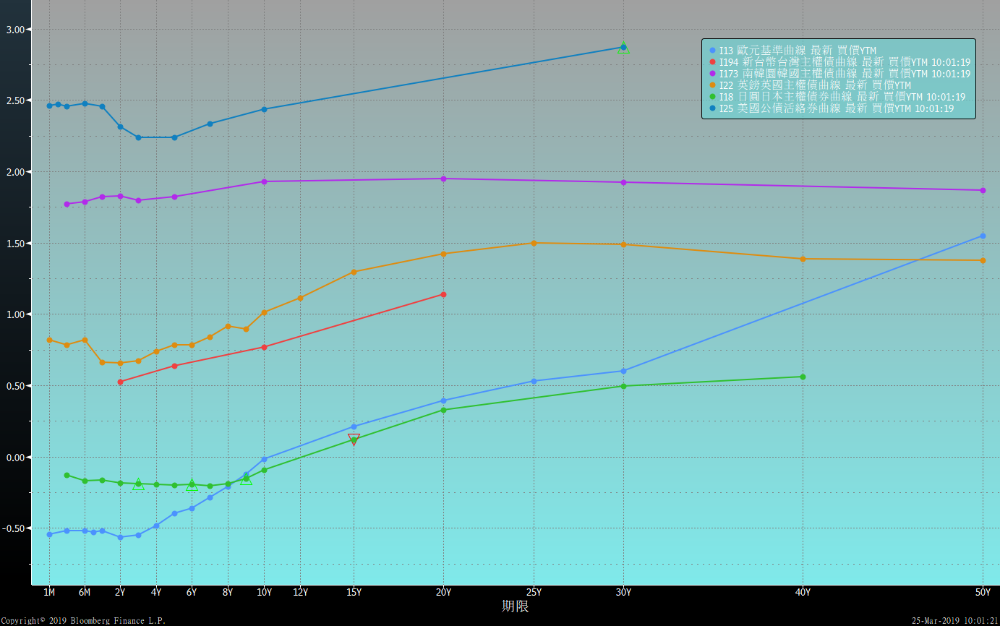 3.00
2.50
2.00
1.50
1.00
0.50
0.00
-0.50
I13 歐元基準曲線 最新 買價YTM
I194 新台幣台灣主權債曲線 最新 買價YTM 10:01:19
I173 南韓圜韓國主權債曲線 最新 買價YTM 10:01:19
I22 英鎊英國主權債曲線 最新 買價YTM
I18 日圓日本主權債券曲線 最新 買價YTM 10:01:19
I25 美國公債活絡券曲線 最新 買價YTM 10:01:19
1M 6M 2Y 4Y 6Y 8Y 10Y 12Y 15Y 20Y 25Y 30Y 40Y 50Y
期限
Copyright© 2019 Bloomberg Finance L.P. 25-Mar-2019 10:01:21